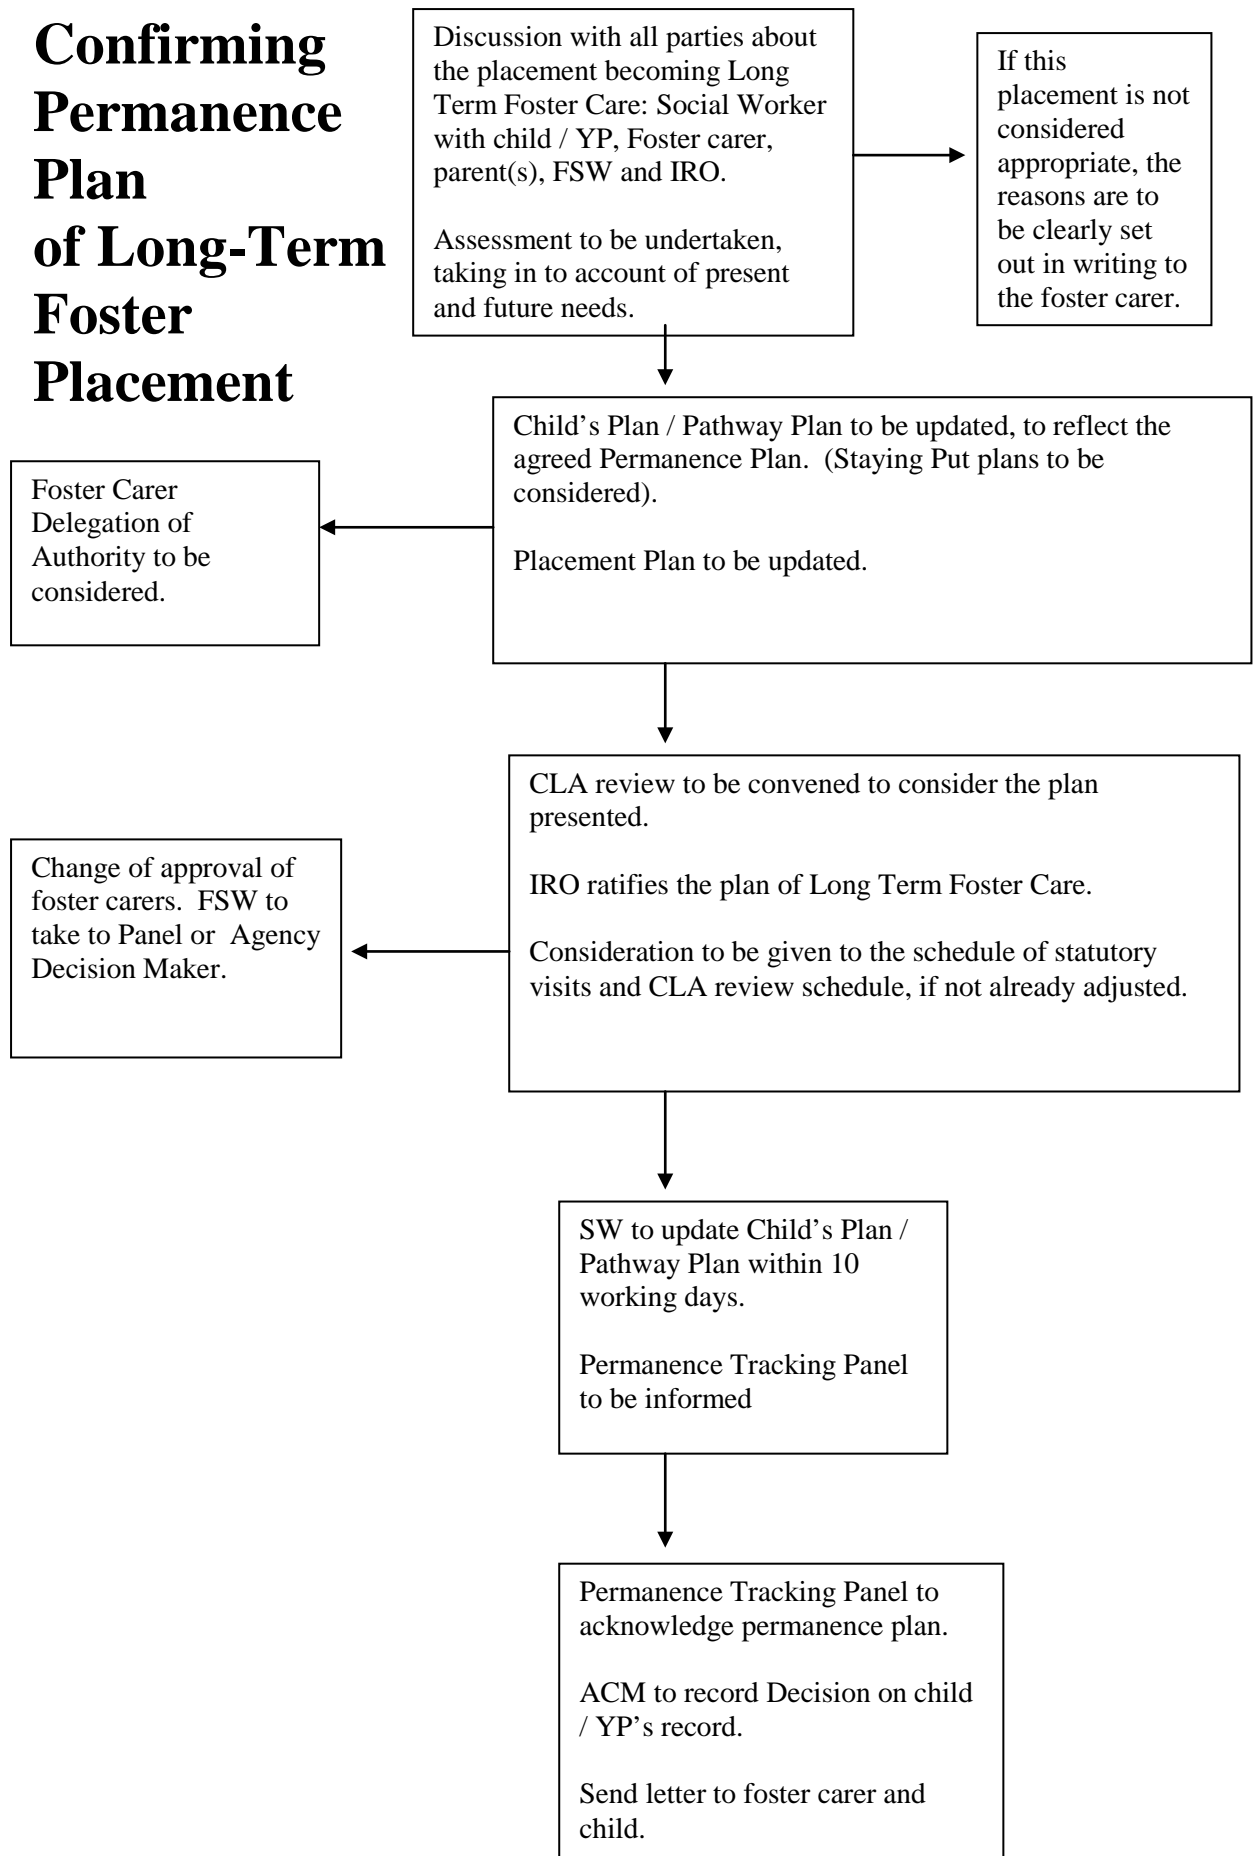 Confirming
Permanence
Plan
of Long-Term
Foster
Placement
Discussion with all parties about
the placement becoming Long
Term Foster Care: Social Worker
with child / YP, Foster carer,
parent(s), FSW and IRO.
Assessment to be undertaken,
taking in to account of present
and future needs.
If this
placement is not
considered
appropriate, the
reasons are to
be clearly set
out in writing to
the foster carer.
Child’s Plan / Pathway Plan to be updated, to reflect the
agreed Permanence Plan.  (Staying Put plans to be
considered).
Placement Plan to be updated.
Foster Carer
Delegation of
Authority to be
considered.
CLA review to be convened to consider the plan
presented.
IRO ratifies the plan of Long Term Foster Care.
Consideration to be given to the schedule of statutory
visits and CLA review schedule, if not already adjusted.
Change of approval of
foster carers.  FSW to
take to Panel or  Agency
Decision Maker.
SW to update Child’s Plan /
Pathway Plan within 10
working days.
Permanence Tracking Panel
to be informed
Permanence Tracking Panel to
acknowledge permanence plan.
ACM to record Decision on child
/ YP’s record.
Send letter to foster carer and
child.